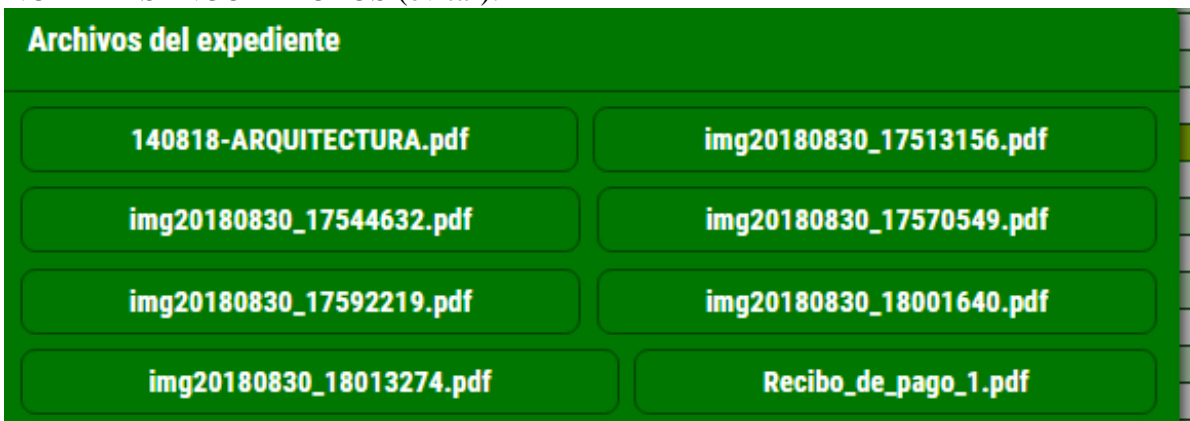 Archivos del expediente
140818-ARQUITECTURA.pdf
img20180830_17513156.pdf
img20180830_17544632.pdf
img20180830_17570549.pdf
img20180830_17592219.pdf
img20180830_18001640.pdf
img20180830_18013274.pdf
Recibo_de_pago_1.pdf